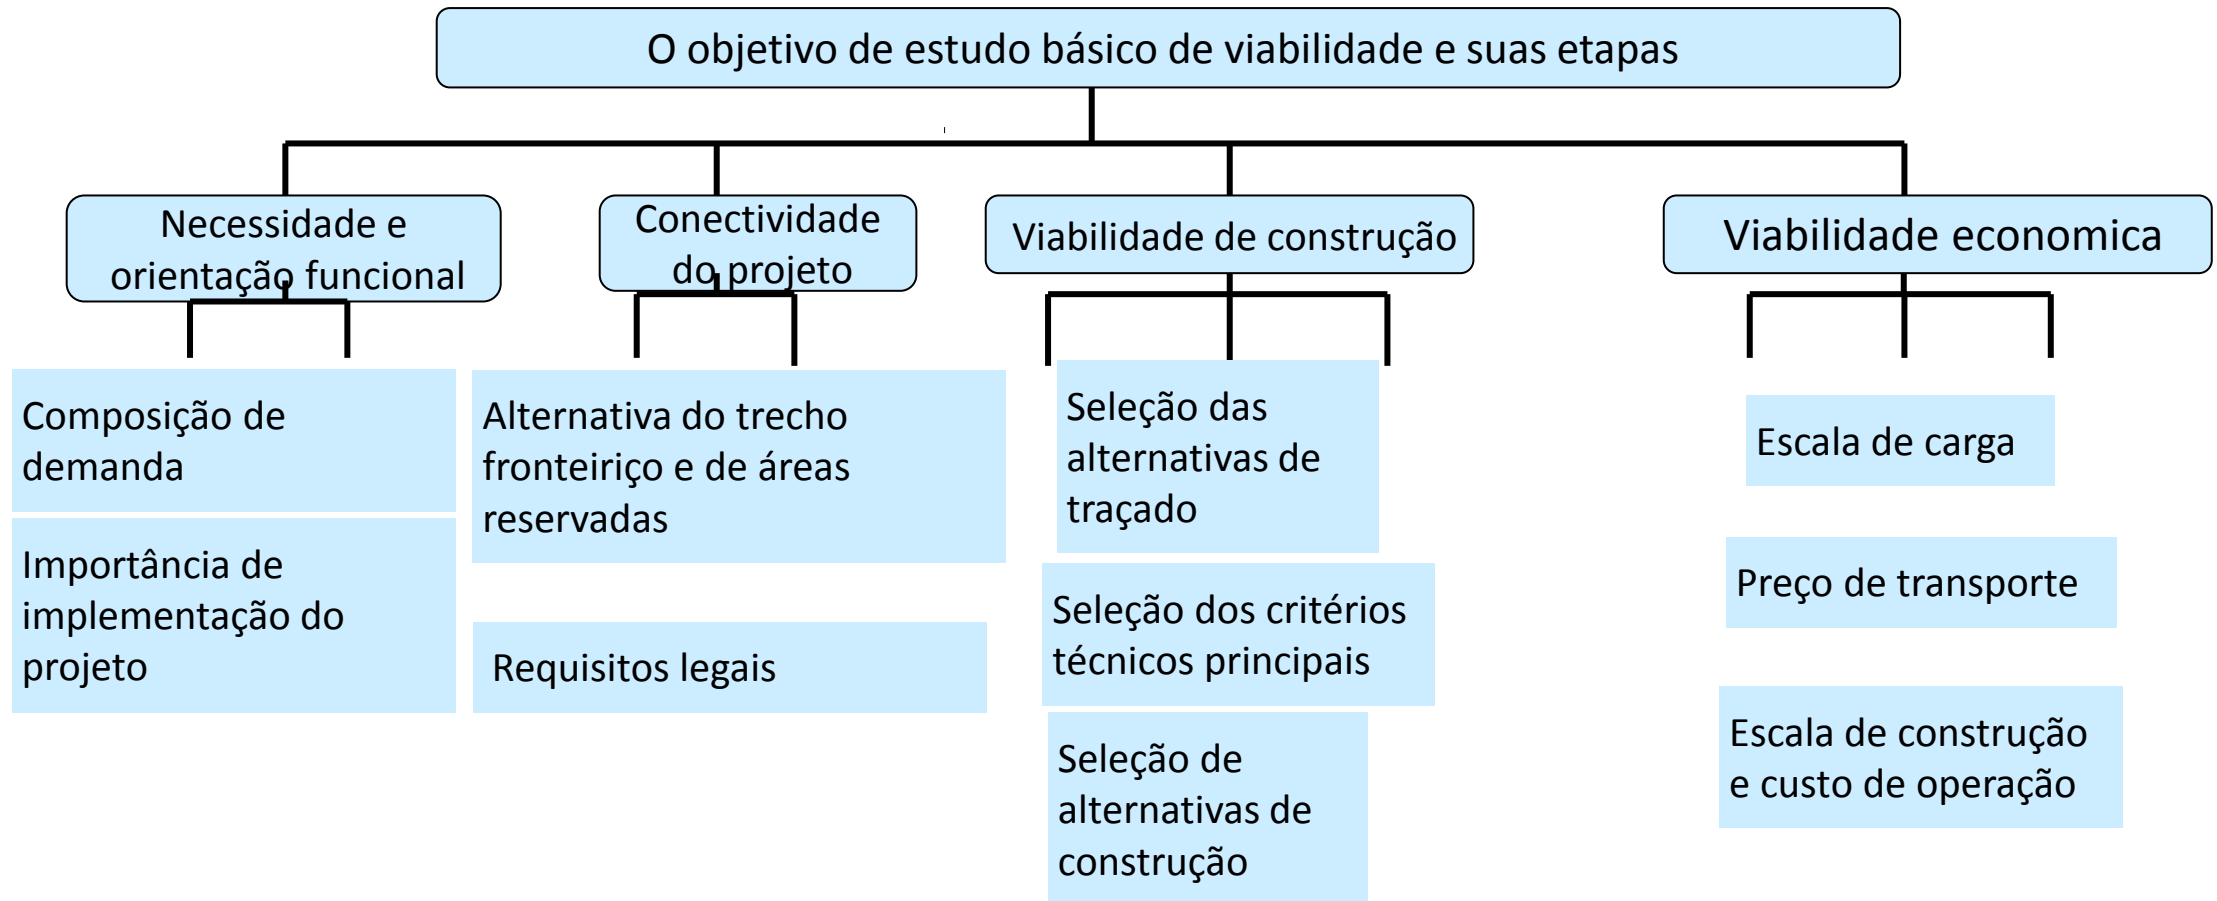 O objetivo de estudo básico de viabilidade e suas etapas
Necessidade e
orientação funcional
Conectividade
do projeto
Viabilidade de construção
Viabilidade economica
Composição de
demanda
Importância de
implementação do
projeto
Alternativa do trecho
fronteiriço e de áreas
reservadas
Requisitos legais
Seleção das
alternativas de
traçado
Seleção dos critérios
técnicos principais
Seleção de
alternativas de
construção
Escala de carga
Preço de transporte
Escala de construção
e custo de operação